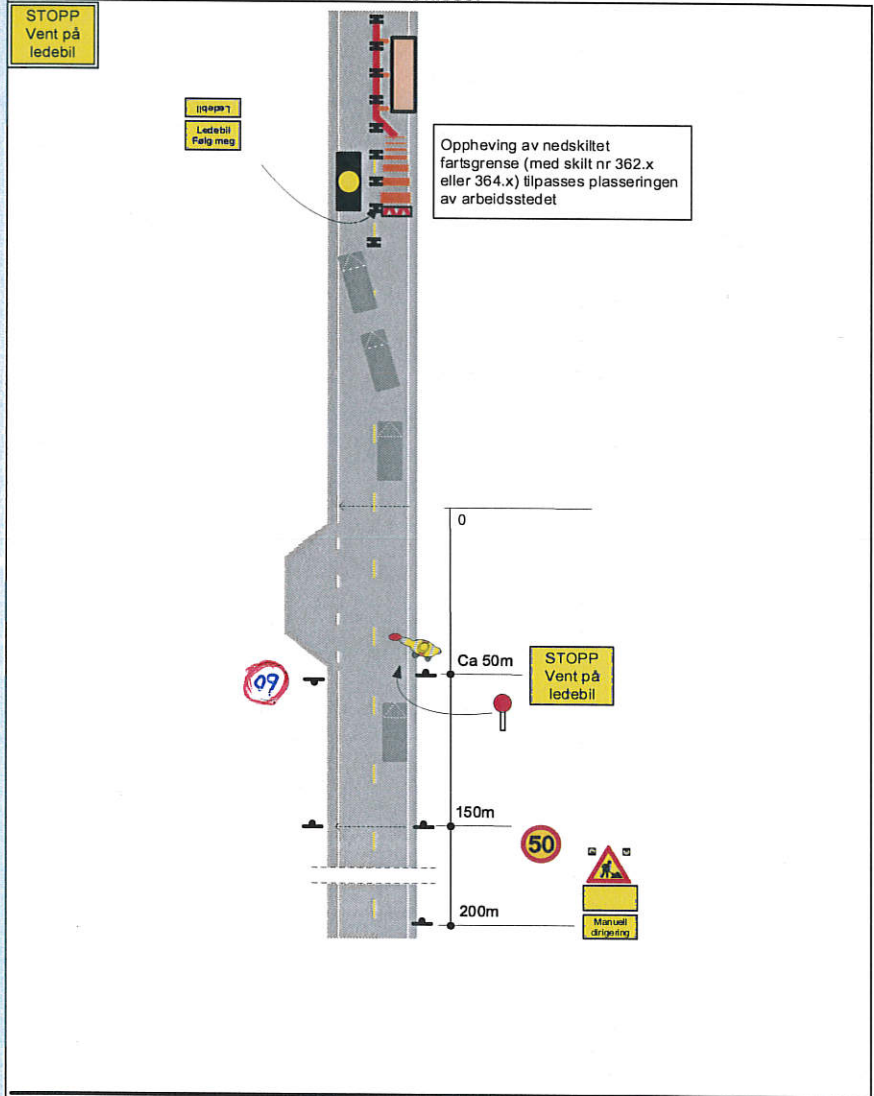 STOPP
Vent på
ledebil
Ledebil
Ledebil
Følg meg
Oppheving av nedskiltet
fartsgrense (med skilt nr 362.x
eller 364.x) tilpasses plasseringen
av arbeidsstedet
0
Ca 50m
STOPP
Vent på
ledebil
60
150m
50
200m
Manuell
dirigering